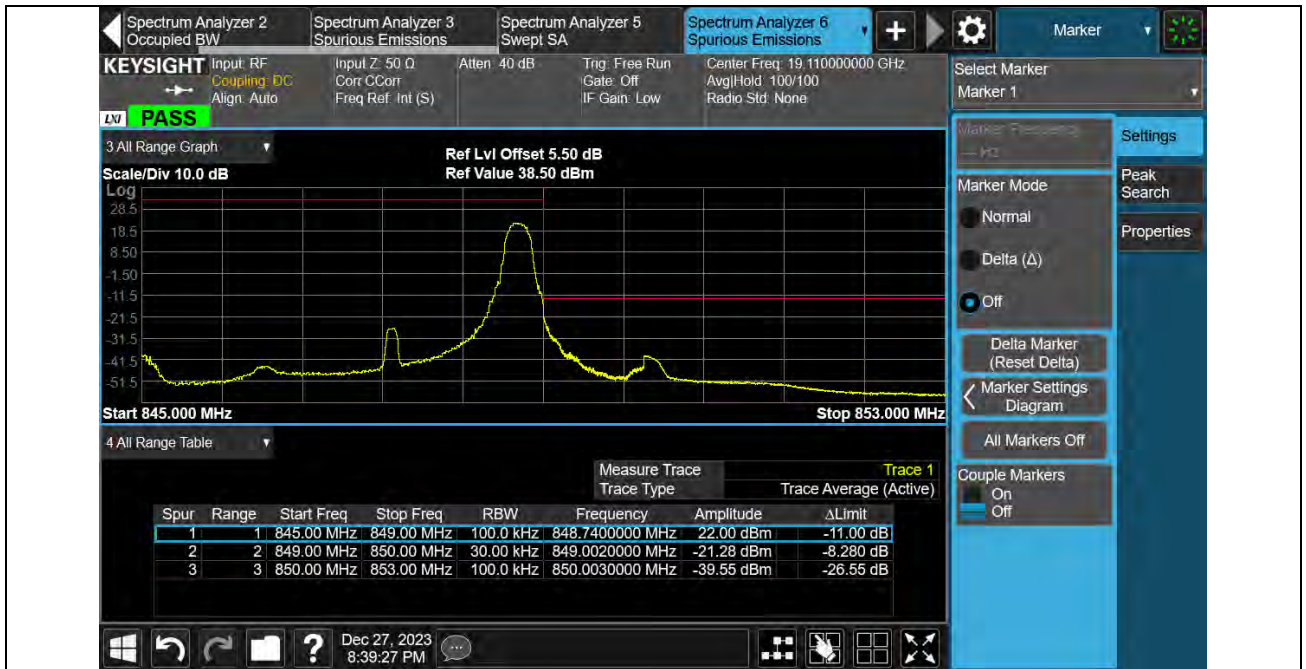 Spectrum Analyzer 2
Occupied BW
Spectrum Analyzer 3
Spurious Emissions
Spectrum Analyzer 5
Swept SA
Spectrum Analyzer 6
Spurious Emissions
Marker
KEYSIGHT
Input: RF
Coupling: DC
Align: Auto
Input Z: 50 Ω
Corr CCorr
Freq Ref: Int (S)
Atten: 40 dB
Trig: Free Run
Gate: Off
IF Gain: Low
Center Freq: 19.110000000 GHz
Avg|Hold: 100/100
Radio Std: None
LXI PASS
Select Marker
Marker 1
Marker Frequency
--- Hz
Settings
Peak
Search
Properties
Marker Mode
Normal
Delta (Δ)
Off
Delta Marker
(Reset Delta)
Marker Settings
Diagram
All Markers Off
Couple Markers
On
Off
3 All Range Graph
Scale/Div 10.0 dB
Ref Lvl Offset 5.50 dB
Ref Value 38.50 dBm
Log
28.5
18.5
8.50
-1.50
-11.5
-21.5
-31.5
-41.5
-51.5
Start 845.000 MHz
Stop 853.000 MHz
4 All Range Table
Measure Trace Trace 1
Trace Type Trace Average (Active)
Spur Range Start Freq Stop Freq RBW Frequency Amplitude ΔLimit
1 1 845.00 MHz 849.00 MHz 100.0 kHz 848.7400000 MHz 22.00 dBm -11.00 dB
2 2 849.00 MHz 850.00 MHz 30.00 kHz 849.0020000 MHz -21.28 dBm -8.280 dB
3 3 850.00 MHz 853.00 MHz 100.0 kHz 850.0030000 MHz -39.55 dBm -26.55 dB
?
Dec 27, 2023
8:39:27 PM